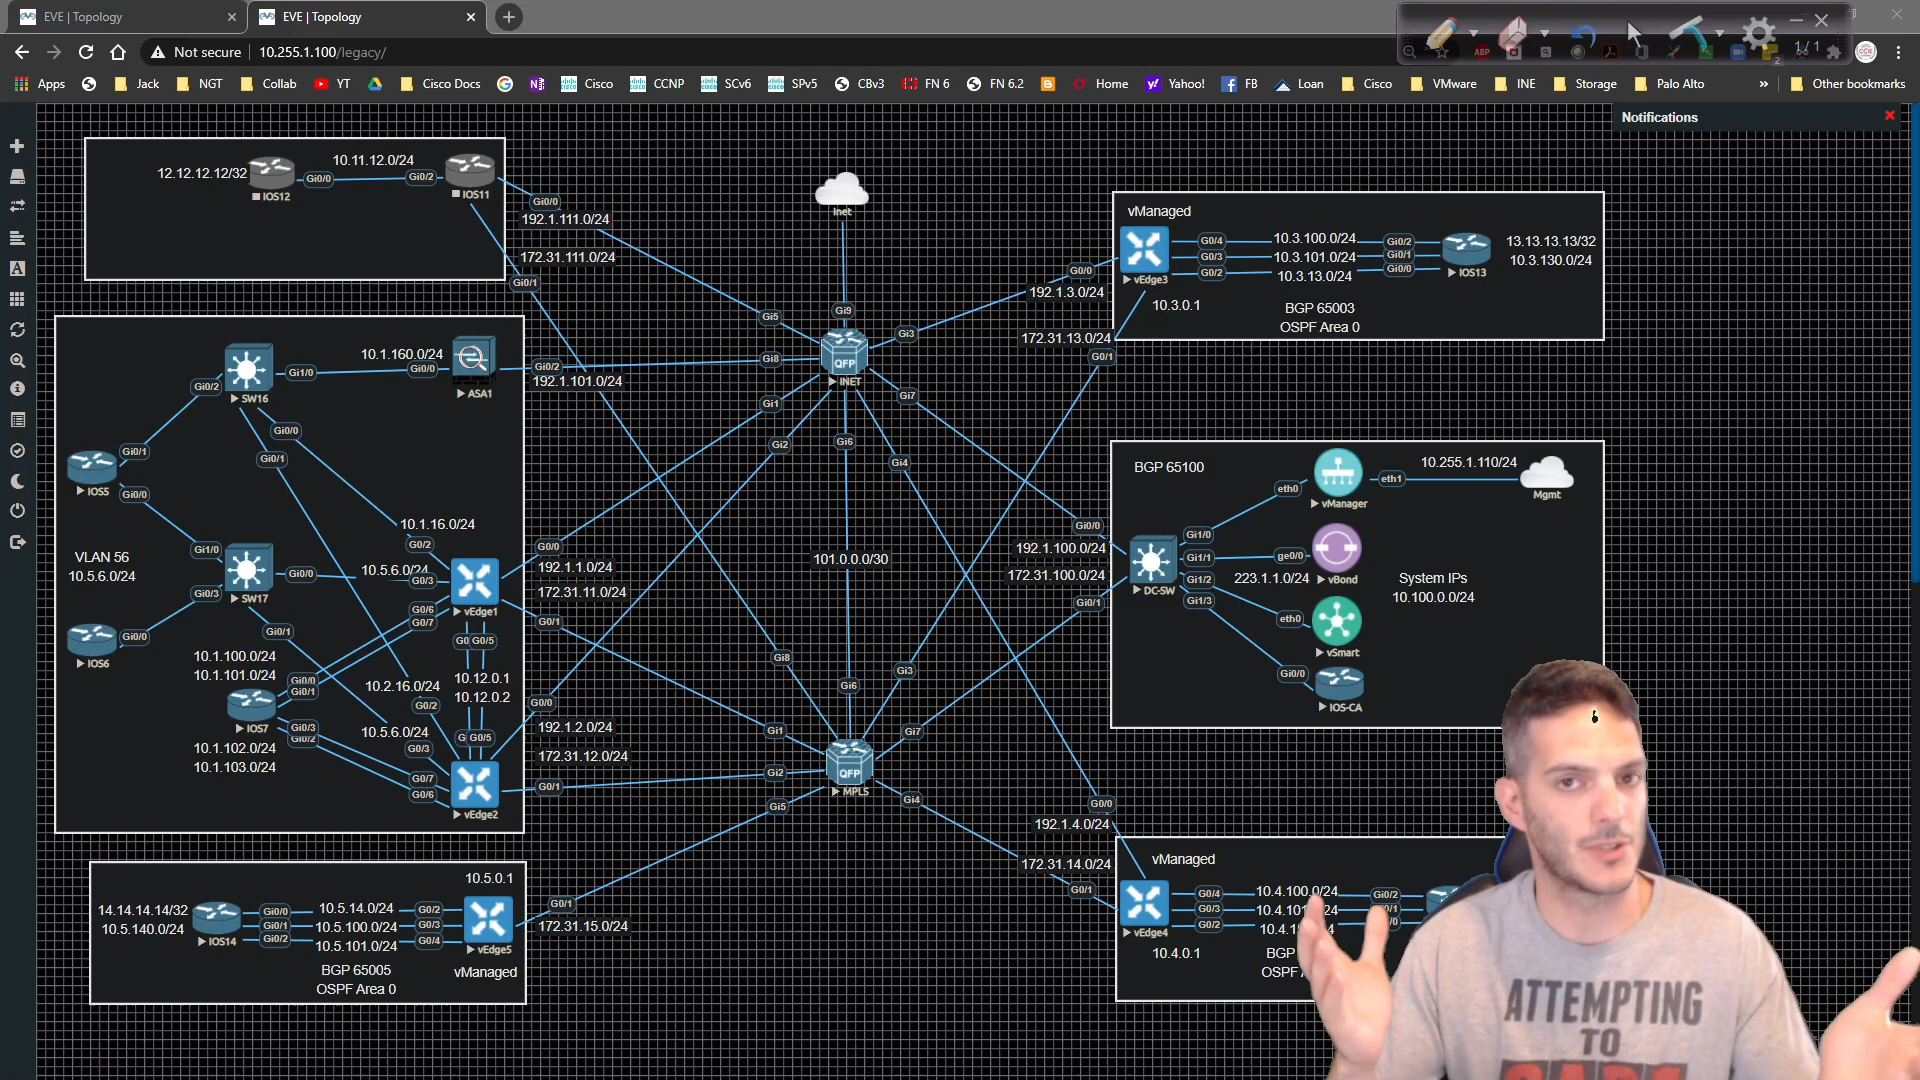 EVE | Topology
EVE | Topology
Not secure 10.255.1.100/legacy/
1 / 1
Apps Jack NGT Collab YT Cisco Docs Cisco CCNP SCv6 SPv5 CBv3 FN 6 FN 6.2 Home Yahoo! FB Loan Cisco VMware INE Storage Palo Alto » Other bookmarks
Notifications
12.12.12.12/32
IOS12
Gi0/0
10.11.12.0/24
Gi0/2
IOS11
Gi0/0
192.1.111.0/24
172.31.111.0/24
Gi0/1
Inet
Gi9
Gi5
Gi8
Gi3
QFP
INET
Gi1
Gi2
Gi6
Gi7
Gi4
vManaged
G0/0
192.1.3.0/24
172.31.13.0/24
G0/1
vEdge3
10.3.0.1
G0/4
G0/3
G0/2
10.3.100.0/24
10.3.101.0/24
10.3.13.0/24
Gi0/2
Gi0/1
Gi0/0
IOS13
13.13.13.13/32
10.3.130.0/24
BGP 65003
OSPF Area 0
SW16
Gi0/2
Gi1/0
10.1.160.0/24
Gi0/0
ASA1
Gi0/2
192.1.101.0/24
Gi0/0
Gi0/1
Gi0/1
IOS5
Gi0/0
VLAN 56
10.5.6.0/24
Gi1/0
SW17
Gi0/0
Gi0/3
Gi0/1
IOS6
Gi0/0
10.1.16.0/24
G0/2
10.5.6.0/24
G0/3
vEdge1
G0/6
G0/7
G0/5
G0/0
192.1.1.0/24
172.31.11.0/24
G0/1
10.1.100.0/24
10.1.101.0/24
Gi0/0
Gi0/1
IOS7
Gi0/3
Gi0/2
10.1.102.0/24
10.1.103.0/24
10.2.16.0/24
G0/2
10.12.0.1
10.12.0.2
10.5.6.0/24
G0/3
G0/5
G0/7
G0/6
vEdge2
G0/0
192.1.2.0/24
172.31.12.0/24
G0/1
101.0.0.0/30
Gi8
Gi6
Gi3
Gi1
Gi7
Gi2
QFP
MPLS
Gi5
Gi4
BGP 65100
Gi0/0
192.1.100.0/24
172.31.100.0/24
Gi0/1
DC-SW
Gi1/0
Gi1/1
Gi1/2
Gi1/3
eth0
vManager
eth1
10.255.1.110/24
Mgmt
ge0/0
223.1.1.0/24
vBond
eth0
vSmart
Gi0/0
IOS-CA
System IPs
10.100.0.0/24
10.5.0.1
14.14.14.14/32
10.5.140.0/24
IOS14
Gi0/0
Gi0/1
Gi0/2
10.5.14.0/24
10.5.100.0/24
10.5.101.0/24
G0/2
G0/3
G0/4
vEdge5
G0/1
172.31.15.0/24
BGP 65005
OSPF Area 0
vManaged
G0/0
192.1.4.0/24
172.31.14.0/24
G0/1
vManaged
vEdge4
10.4.0.1
G0/4
G0/3
G0/2
10.4.100.0/24
Gi0/2
BGP
OSPF
ATTEMPTING
TO